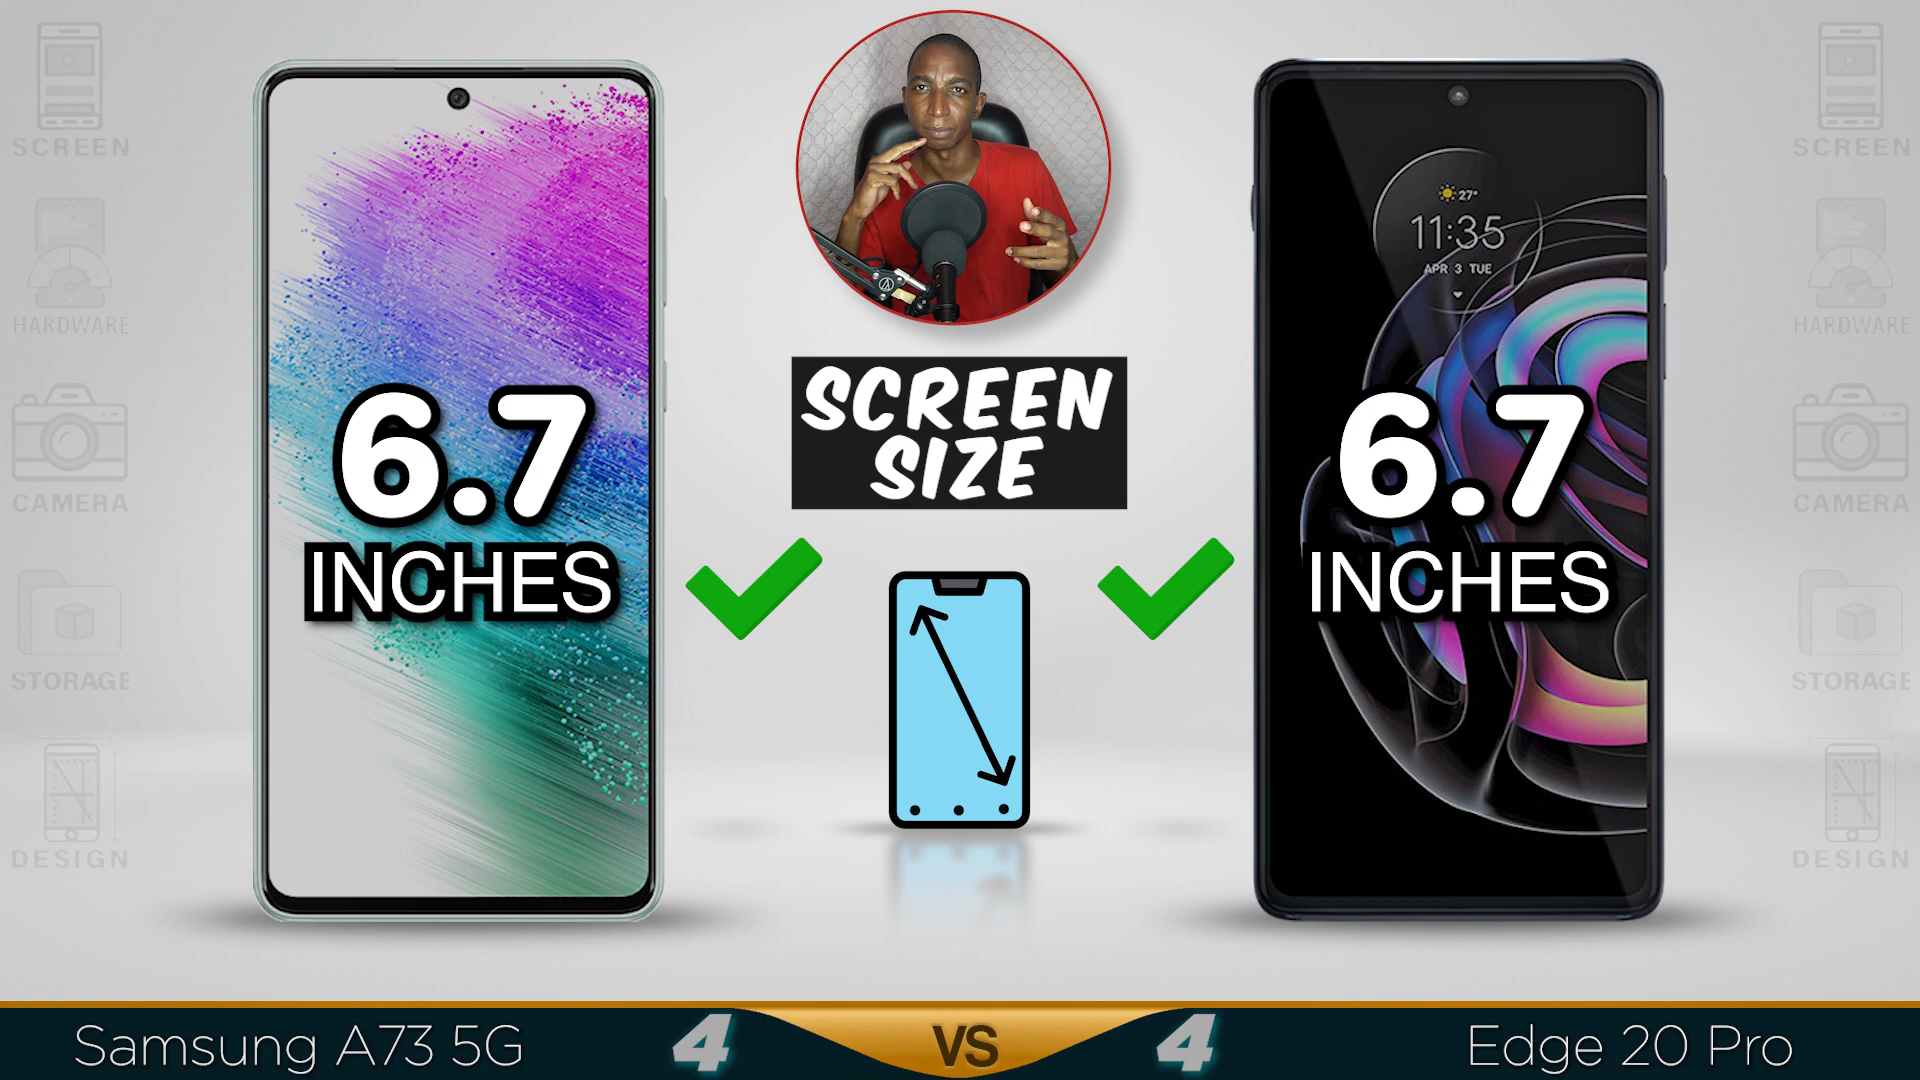 SCREEN
HARDWARE
CAMERA
STORAGE
DESIGN
6.7
INCHES
SCREEN
SIZE
27°
11:35
APR 3 TUE
6.7
INCHES
SCREEN
HARDWARE
CAMERA
STORAGE
DESIGN
Samsung A73 5G
4
VS
4
Edge 20 Pro